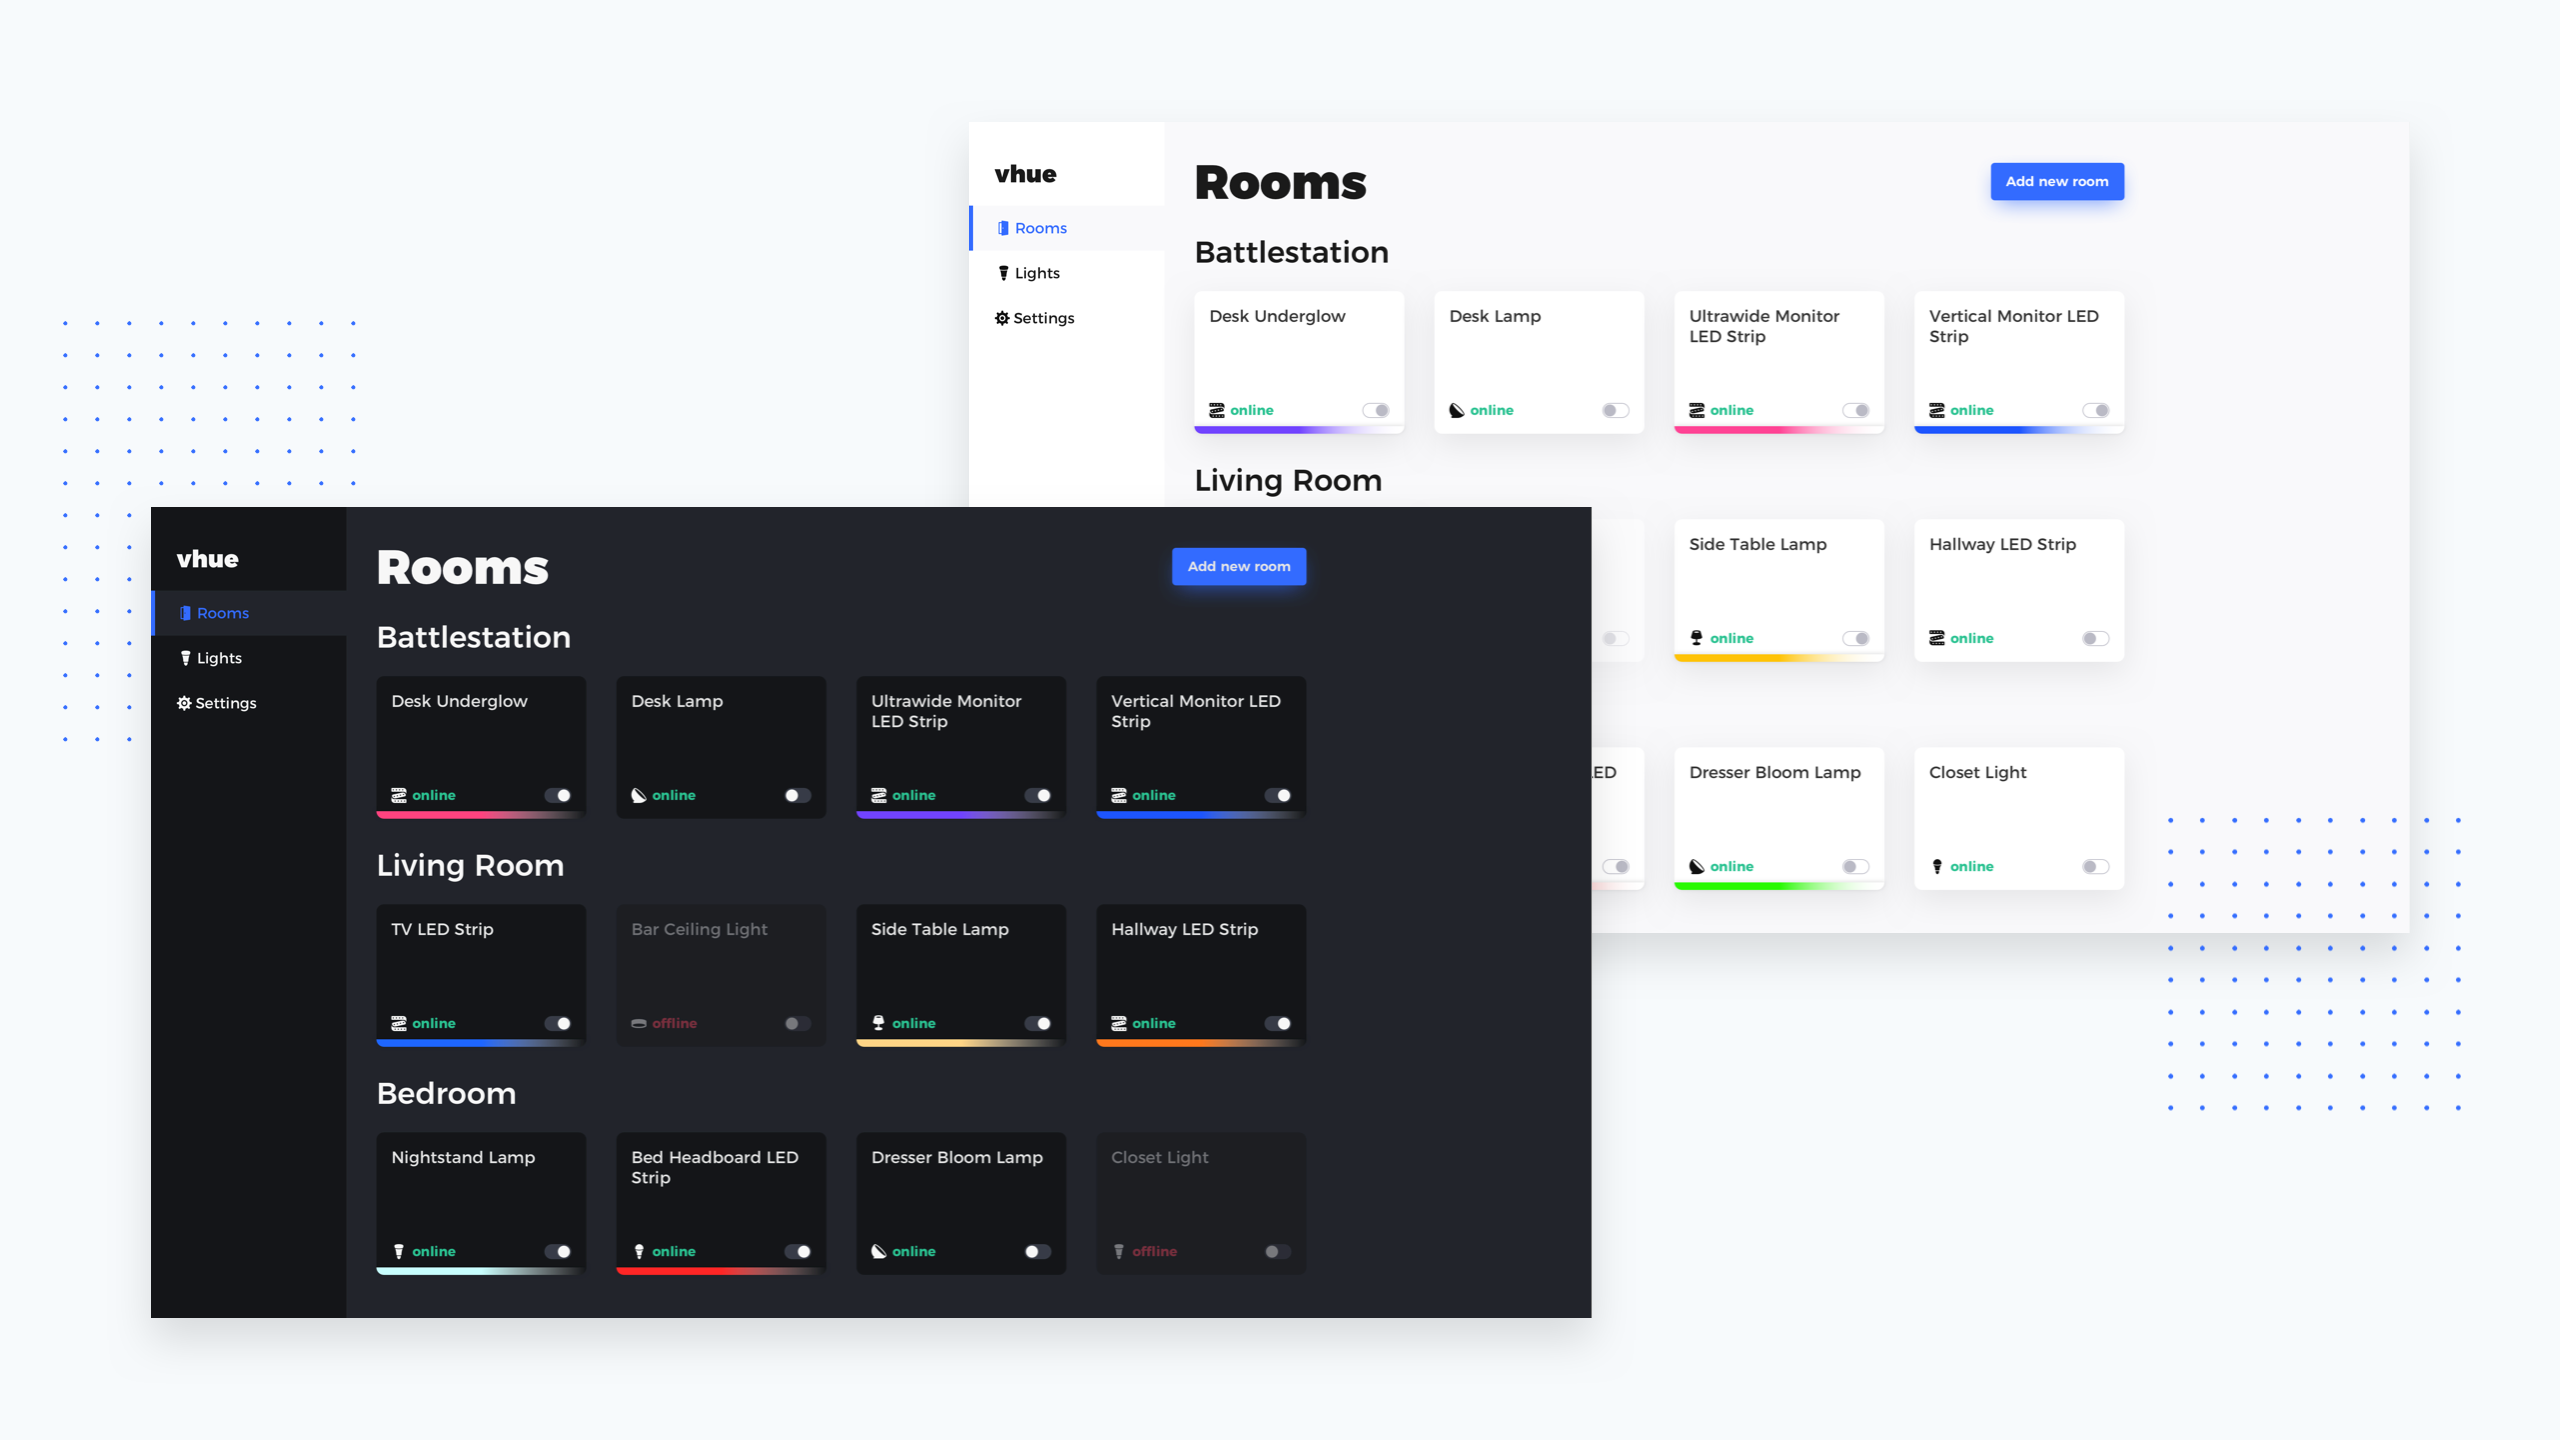 vhue
Rooms
Lights
Settings
Rooms
Add new room
Battlestation
Desk Underglow
online
Desk Lamp
online
Ultrawide Monitor
LED Strip
online
Vertical Monitor LED
Strip
online
Living Room
Side Table Lamp
online
Hallway LED Strip
online
ED
Dresser Bloom Lamp
online
Closet Light
online
vhue
Rooms
Lights
Settings
Rooms
Add new room
Battlestation
Desk Underglow
online
Desk Lamp
online
Ultrawide Monitor
LED Strip
online
Vertical Monitor LED
Strip
online
Living Room
TV LED Strip
online
Bar Ceiling Light
offline
Side Table Lamp
online
Hallway LED Strip
online
Bedroom
Nightstand Lamp
online
Bed Headboard LED
Strip
online
Dresser Bloom Lamp
online
Closet Light
offline